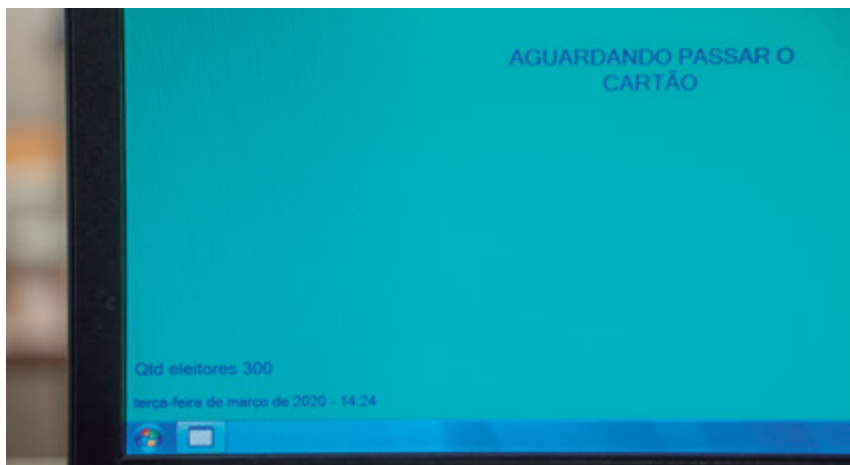 AGUARDANDO PASSAR O
CARTÃO
Qtd eleitores 300
terça-feira de março de 2020 - 14:24